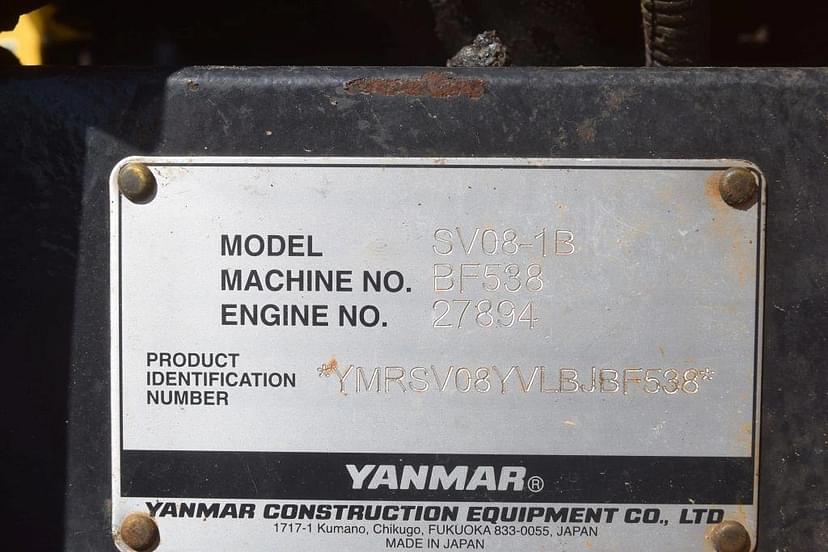 MODEL SV08-1B
MACHINE NO. BF538
ENGINE NO. 27894
PRODUCT
IDENTIFICATION
NUMBER
*YMRSV08YVLBJBF538*
YANMAR®
YANMAR CONSTRUCTION EQUIPMENT CO., LTD
1717-1 Kumano, Chikugo, FUKUOKA 833-0055, JAPAN
MADE IN JAPAN